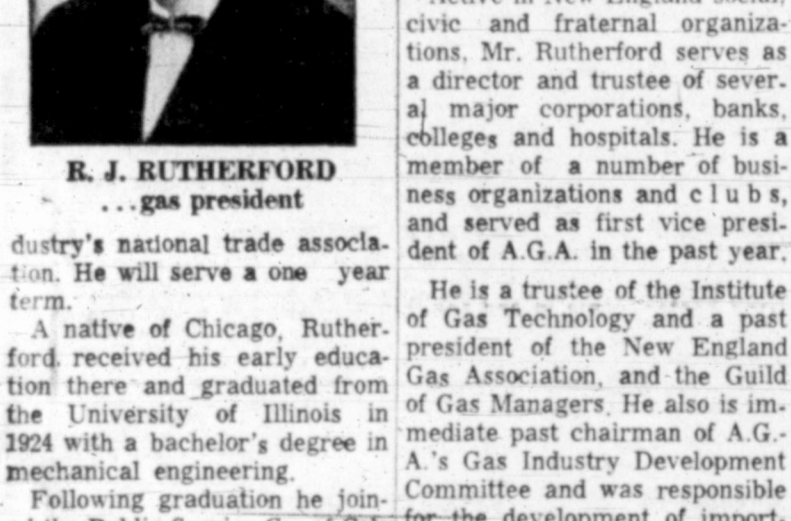 R. J. RUTHERFORD
...gas president
dustry's national trade associa-
tion. He will serve a one year
term.
A native of Chicago, Ruther-
ford, received his early educa-
tion there and graduated from
the University of Illinois in
1924 with a bachelor's degree in
mechanical engineering.
Following graduation he join-
civic and fraternal organiza-
tions, Mr. Rutherford serves as
a director and trustee of sever-
al major corporations, banks,
colleges and hospitals. He is a
member of a number of busi-
ness organizations and clubs,
and served as first vice presi-
dent of A.G.A. in the past year.
He is a trustee of the Institute
of Gas Technology and a past
president of the New England
Gas Association, and the Guild
of Gas Managers. He also is im-
mediate past chairman of A.G.-
A.'s Gas Industry Development
Committee and was responsible
for the development of import-